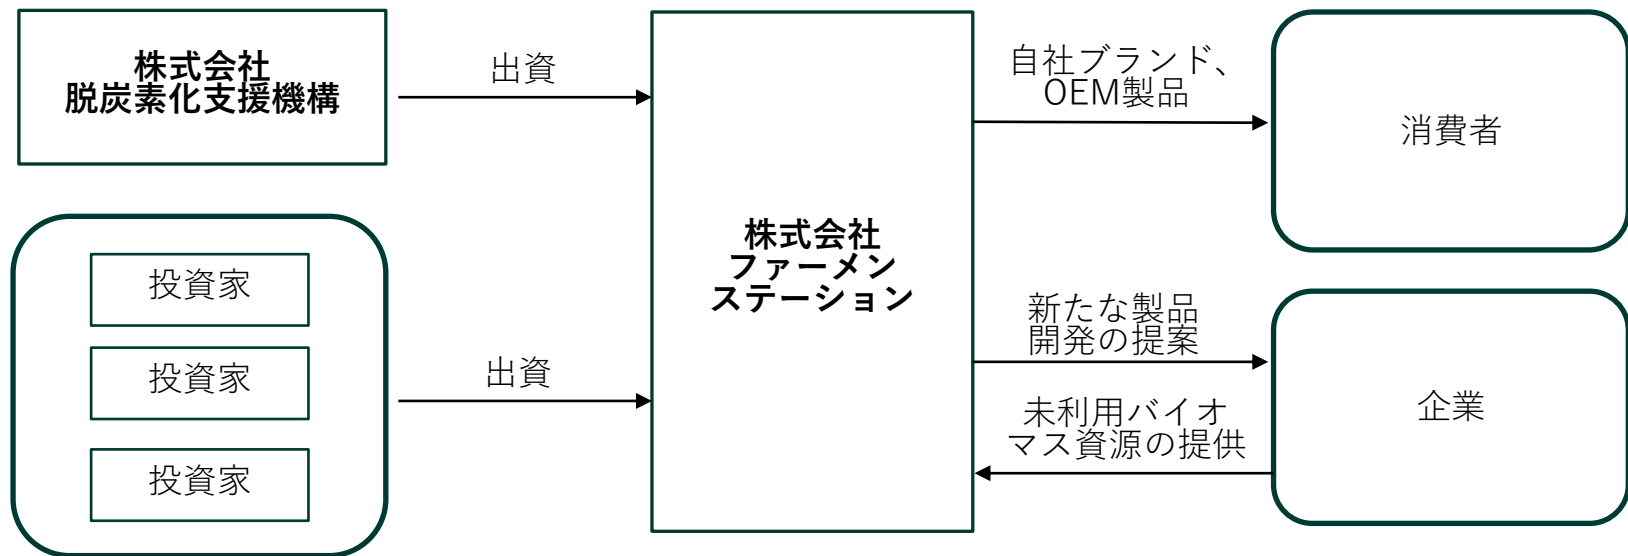 株式会社
脱炭素化支援機構
出資
投資家
投資家
投資家
出資
株式会社
ファーメン
ステーション
自社ブランド、
OEM製品
消費者
新たな製品
開発の提案
未利用バイオ
マス資源の提供
企業